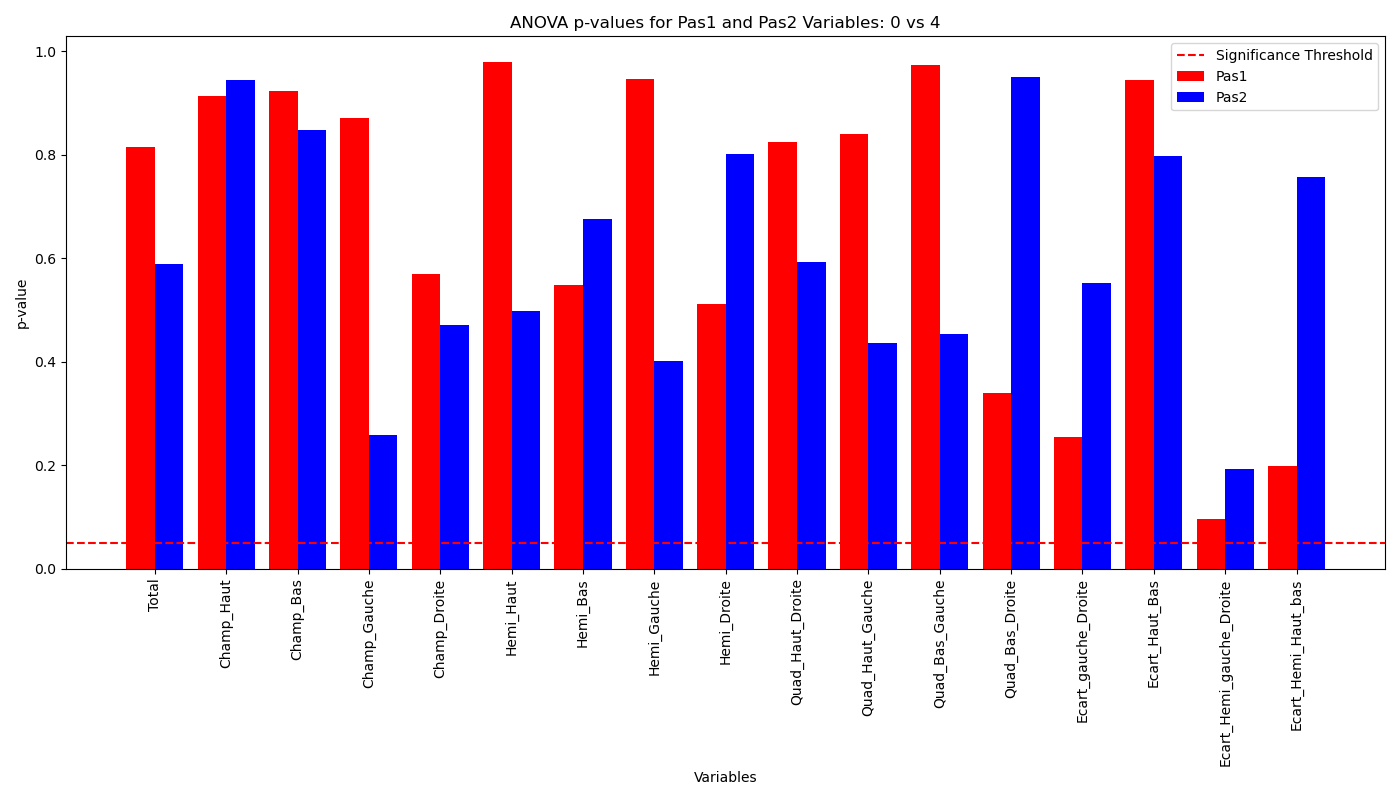 ANOVA p-values for Pas1 and Pas2 Variables: 0 vs 4
Significance Threshold
Pas1
Pas2
p-value
1.0
0.8
0.6
0.4
0.2
0.0
Total
Champ_Haut
Champ_Bas
Champ_Gauche
Champ_Droite
Hemi_Haut
Hemi_Bas
Hemi_Gauche
Hemi_Droite
Quad_Haut_Droite
Quad_Haut_Gauche
Quad_Bas_Gauche
Quad_Bas_Droite
Ecart_gauche_Droite
Ecart_Haut_Bas
Ecart_Hemi_gauche_Droite
Ecart_Hemi_Haut_bas
Variables